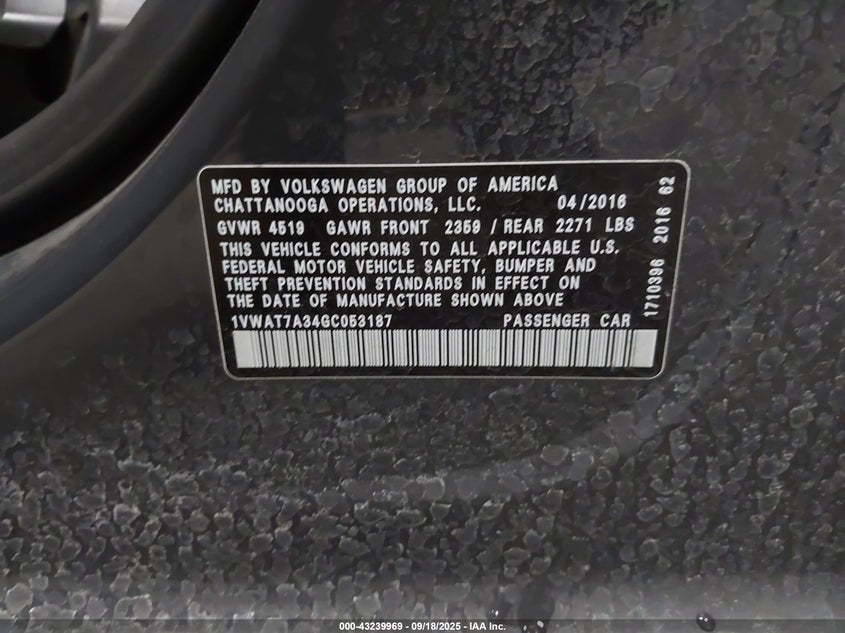 MFD BY VOLKSWAGEN GROUP OF AMERICA
CHATTANOOGA OPERATIONS, LLC. 04/2016
GVWR 4519 GAWR FRONT 2359 / REAR 2271 LBS
THIS VEHICLE CONFORMS TO ALL APPLICABLE U.S.
FEDERAL MOTOR VEHICLE SAFETY, BUMPER AND
THEFT PREVENTION STANDARDS IN EFFECT ON
THE DATE OF MANUFACTURE SHOWN ABOVE
1VWAT7A34GC053187 PASSENGER CAR
1710396 2016 62
000-43239969 - 09/18/2025 - IAA Inc.